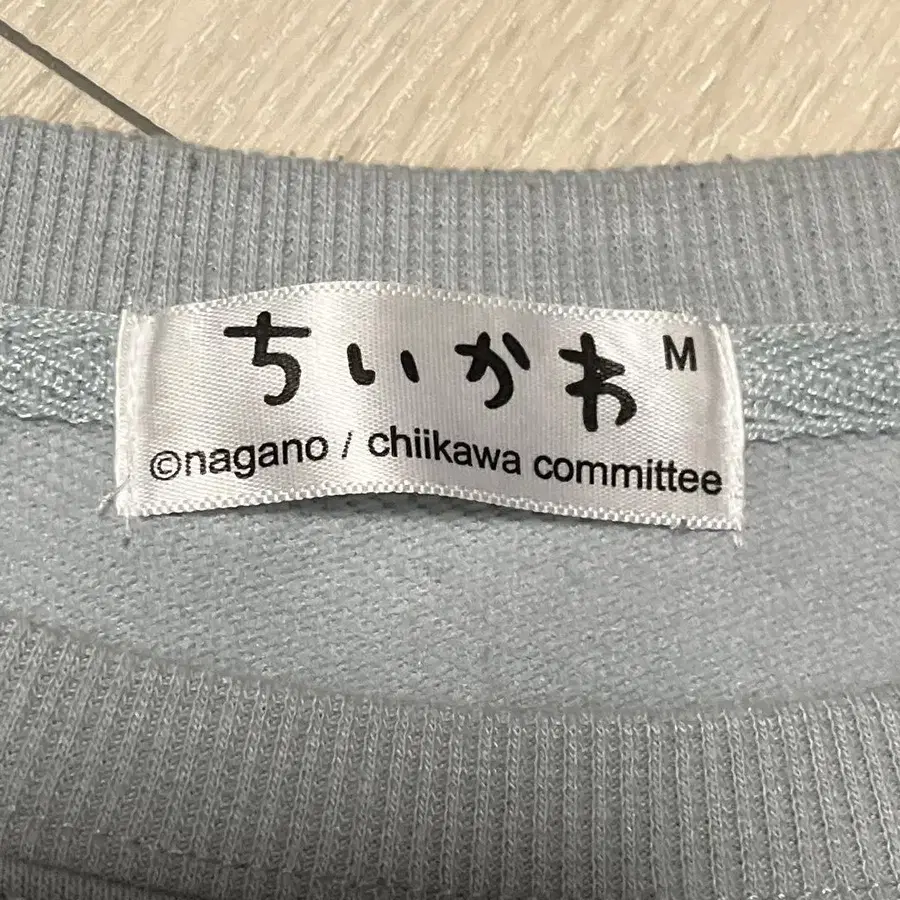 ちいかわ M
©nagano / chiikawa committee